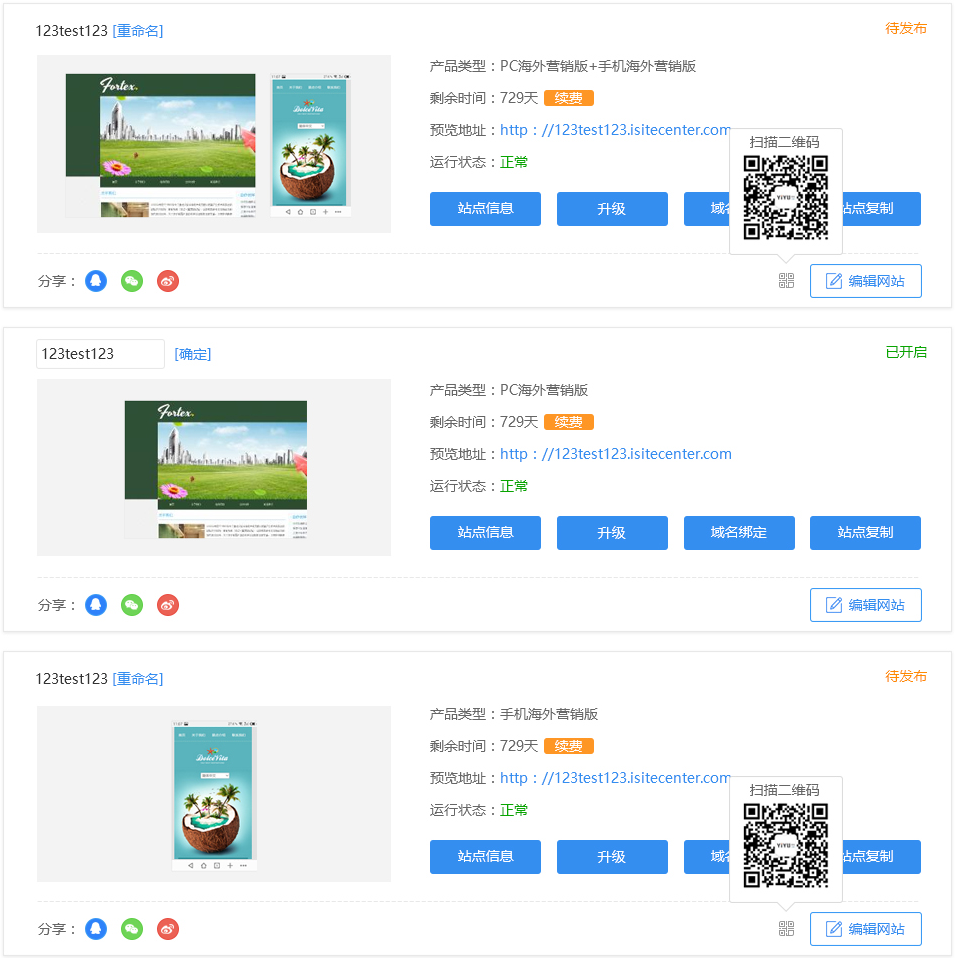 123test123 [重命名]
待发布
Fortex.
DolceVita
产品类型：PC海外营销版+手机海外营销版
剩余时间：729天 续费
预览地址：http：//123test123.isitecenter.com
扫描二维码
YIYU
运行状态：正常
站点信息 升级 站点复制
分享：
编辑网站
123test123 [确定]
已开启
Fortex.
产品类型：PC海外营销版
剩余时间：729天 续费
预览地址：http：//123test123.isitecenter.com
运行状态：正常
站点信息 升级 域名绑定 站点复制
分享：
编辑网站
123test123 [重命名]
待发布
DolceVita
产品类型：手机海外营销版
剩余时间：729天 续费
预览地址：http：//123test123.isitecenter.com
扫描二维码
YIYU
运行状态：正常
站点信息 升级 站点复制
分享：
编辑网站